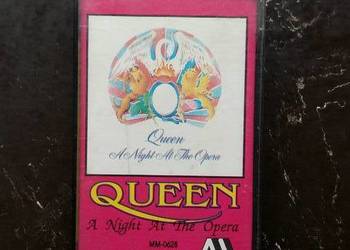 Queen
A Night At The Opera
QUEEN
A Night At The Opera
MM-0628